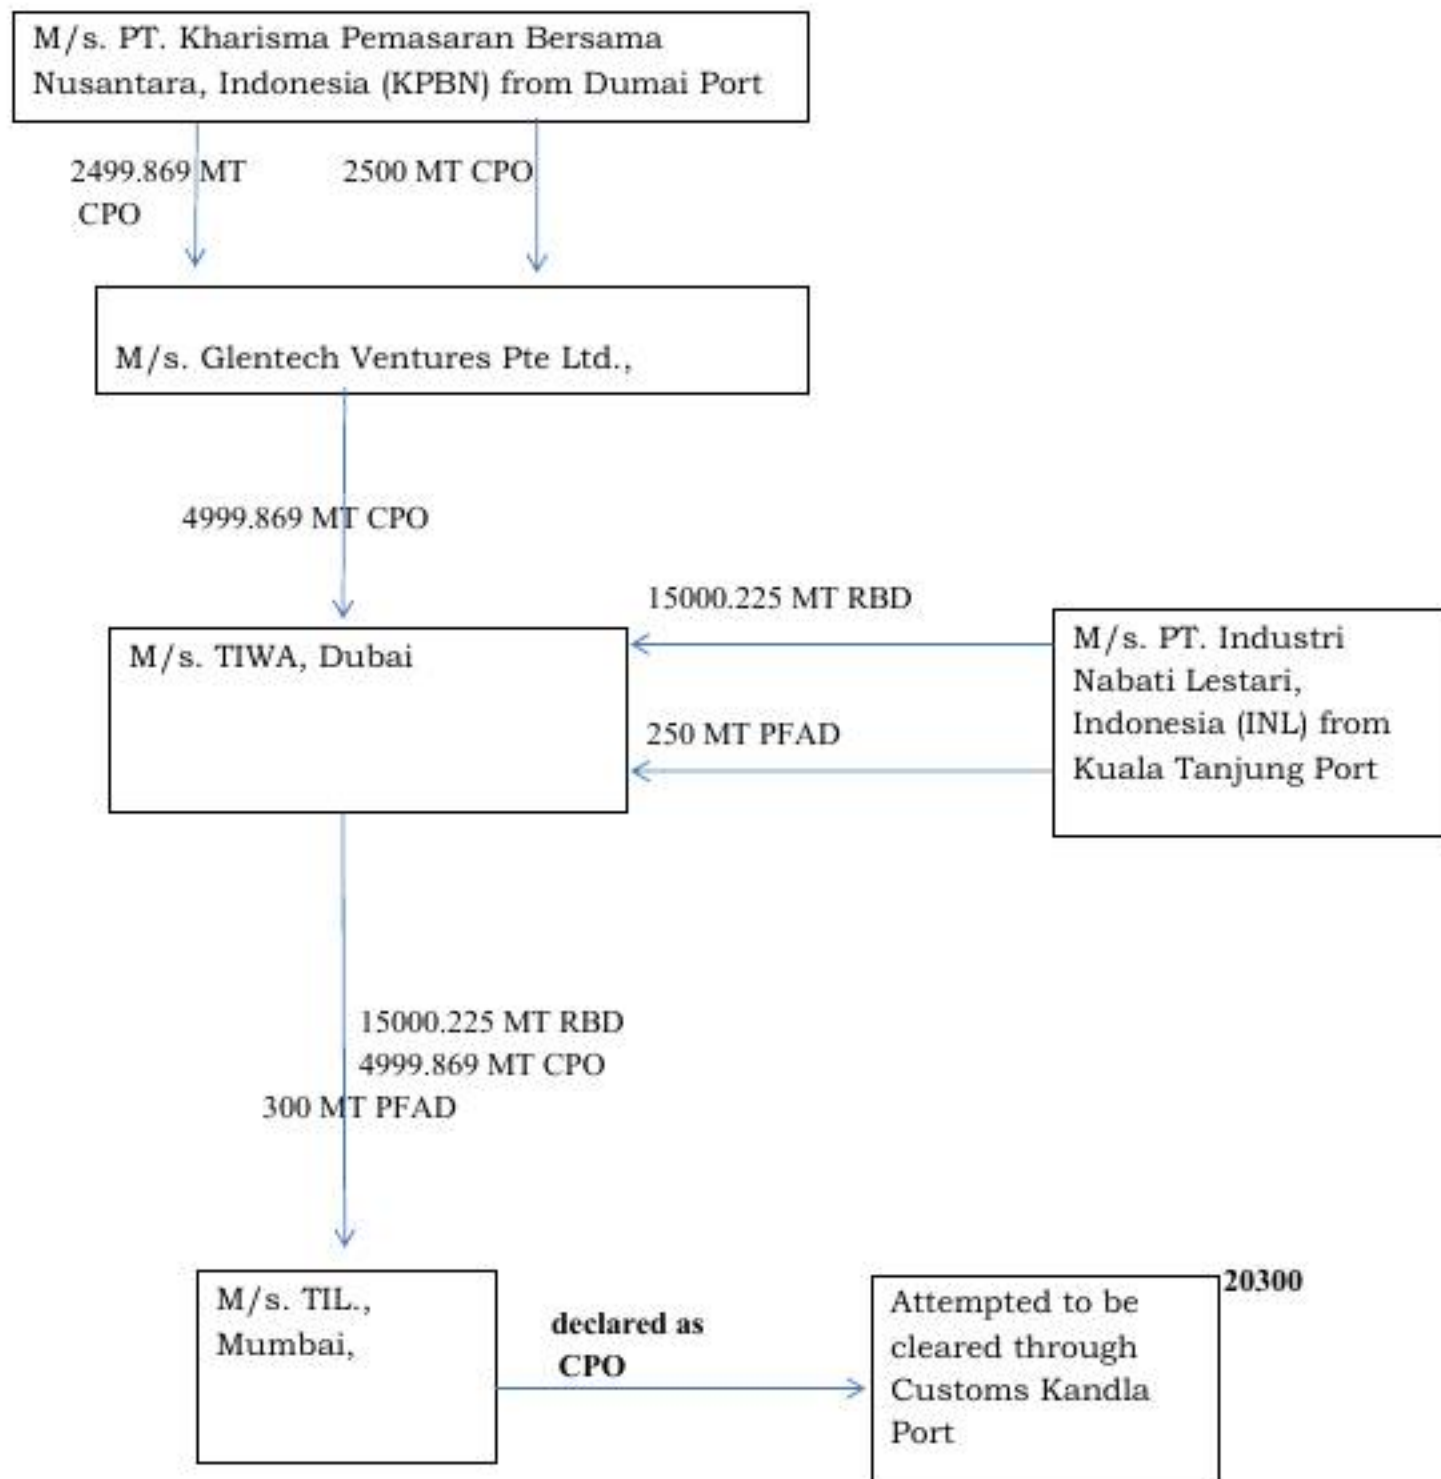 M/s. PT. Kharisma Pemasaran Bersama
Nusantara, Indonesia (KPBN) from Dumai Port
2499.869 MT
CPO
2500 MT CPO
M/s. Glentech Ventures Pte Ltd.,
4999.869 MT CPO
15000.225 MT RBD
M/s. TIWA, Dubai
250 MT PFAD
M/s. PT. Industri
Nabati Lestari,
Indonesia (INL) from
Kuala Tanjung Port
15000.225 MT RBD
4999.869 MT CPO
300 MT PFAD
M/s. TIL.,
Mumbai,
declared as
CPO
Attempted to be
cleared through
Customs Kandla
Port
20300